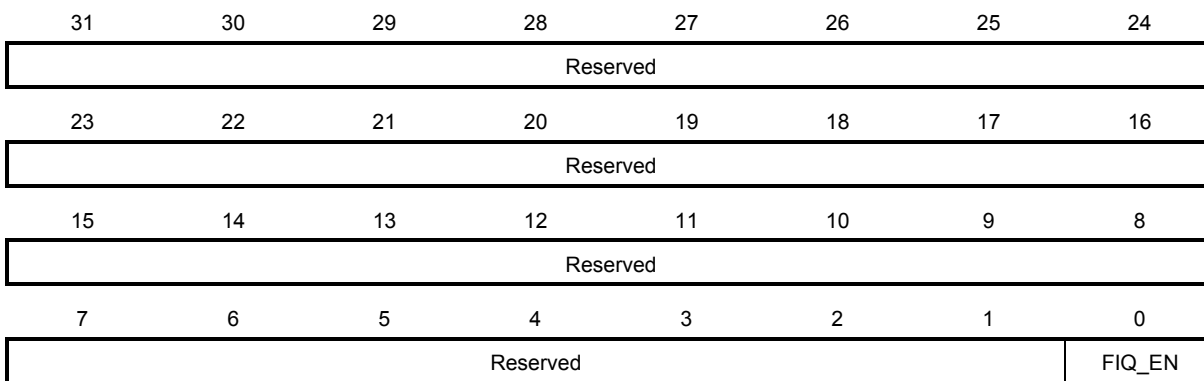 31 30 29 28 27 26 25 24
Reserved
23 22 21 20 19 18 17 16
Reserved
15 14 13 12 11 10 9 8
Reserved
7 6 5 4 3 2 1 0
Reserved FIQ_EN